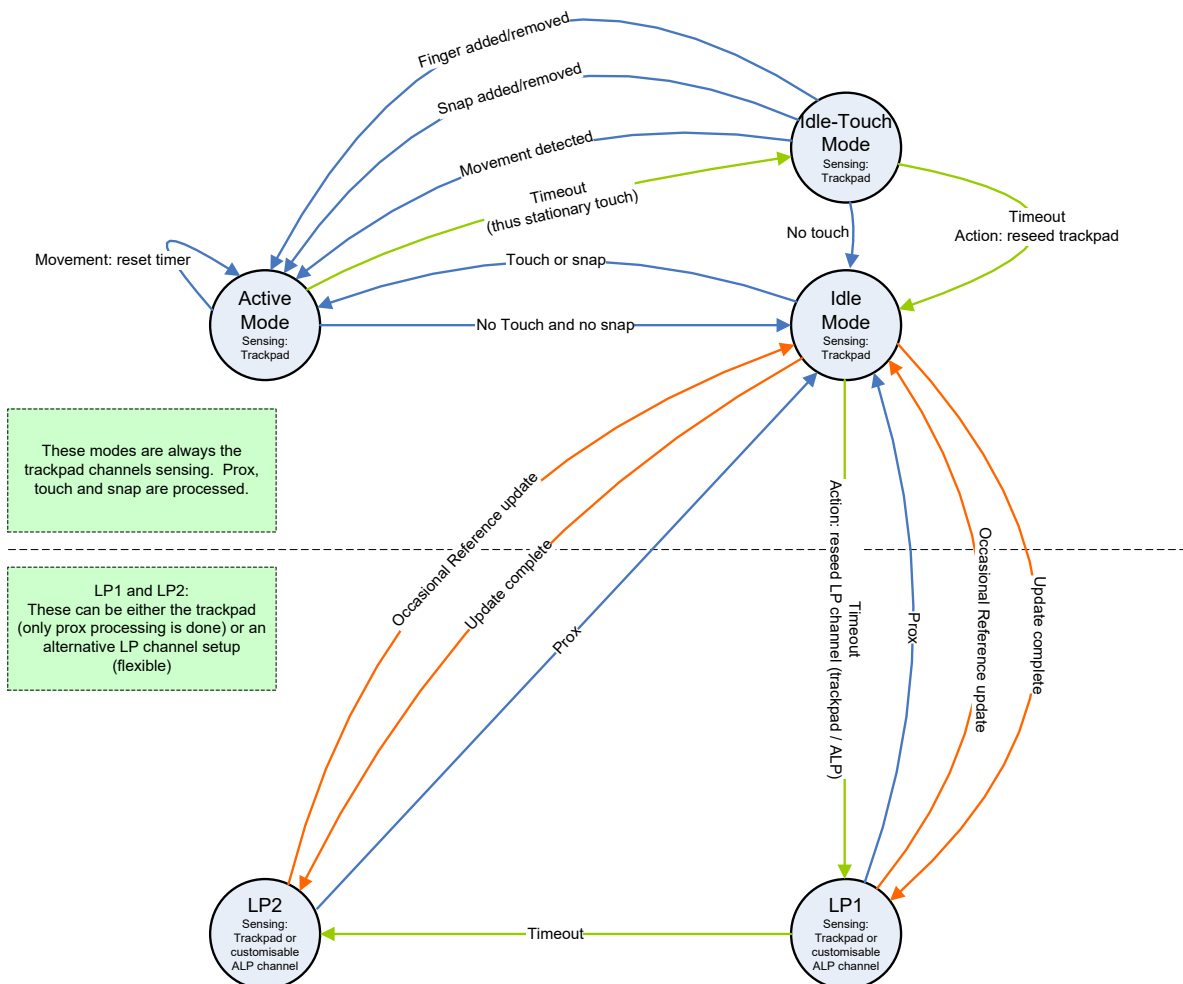 Finger added/removed
Snap added/removed
Movement detected
Timeout
(thus stationary touch)
Idle-Touch
Mode
Sensing:
Trackpad
Timeout
Action: reseed trackpad
No touch
Movement: reset timer
Touch or snap
Active
Mode
Sensing:
Trackpad
No Touch and no snap
Idle
Mode
Sensing:
Trackpad
These modes are always the
trackpad channels sensing.  Prox,
touch and snap are processed.
LP1 and LP2:
These can be either the trackpad
(only prox processing is done) or an
alternative LP channel setup
(flexible)
Occasional Reference update
Update complete
Prox
Timeout
Action: reseed LP channel (trackpad / ALP)
Prox
Occasional Reference update
Update complete
LP2
Sensing:
Trackpad or
customisable
ALP channel
Timeout
LP1
Sensing:
Trackpad or
customisable
ALP channel